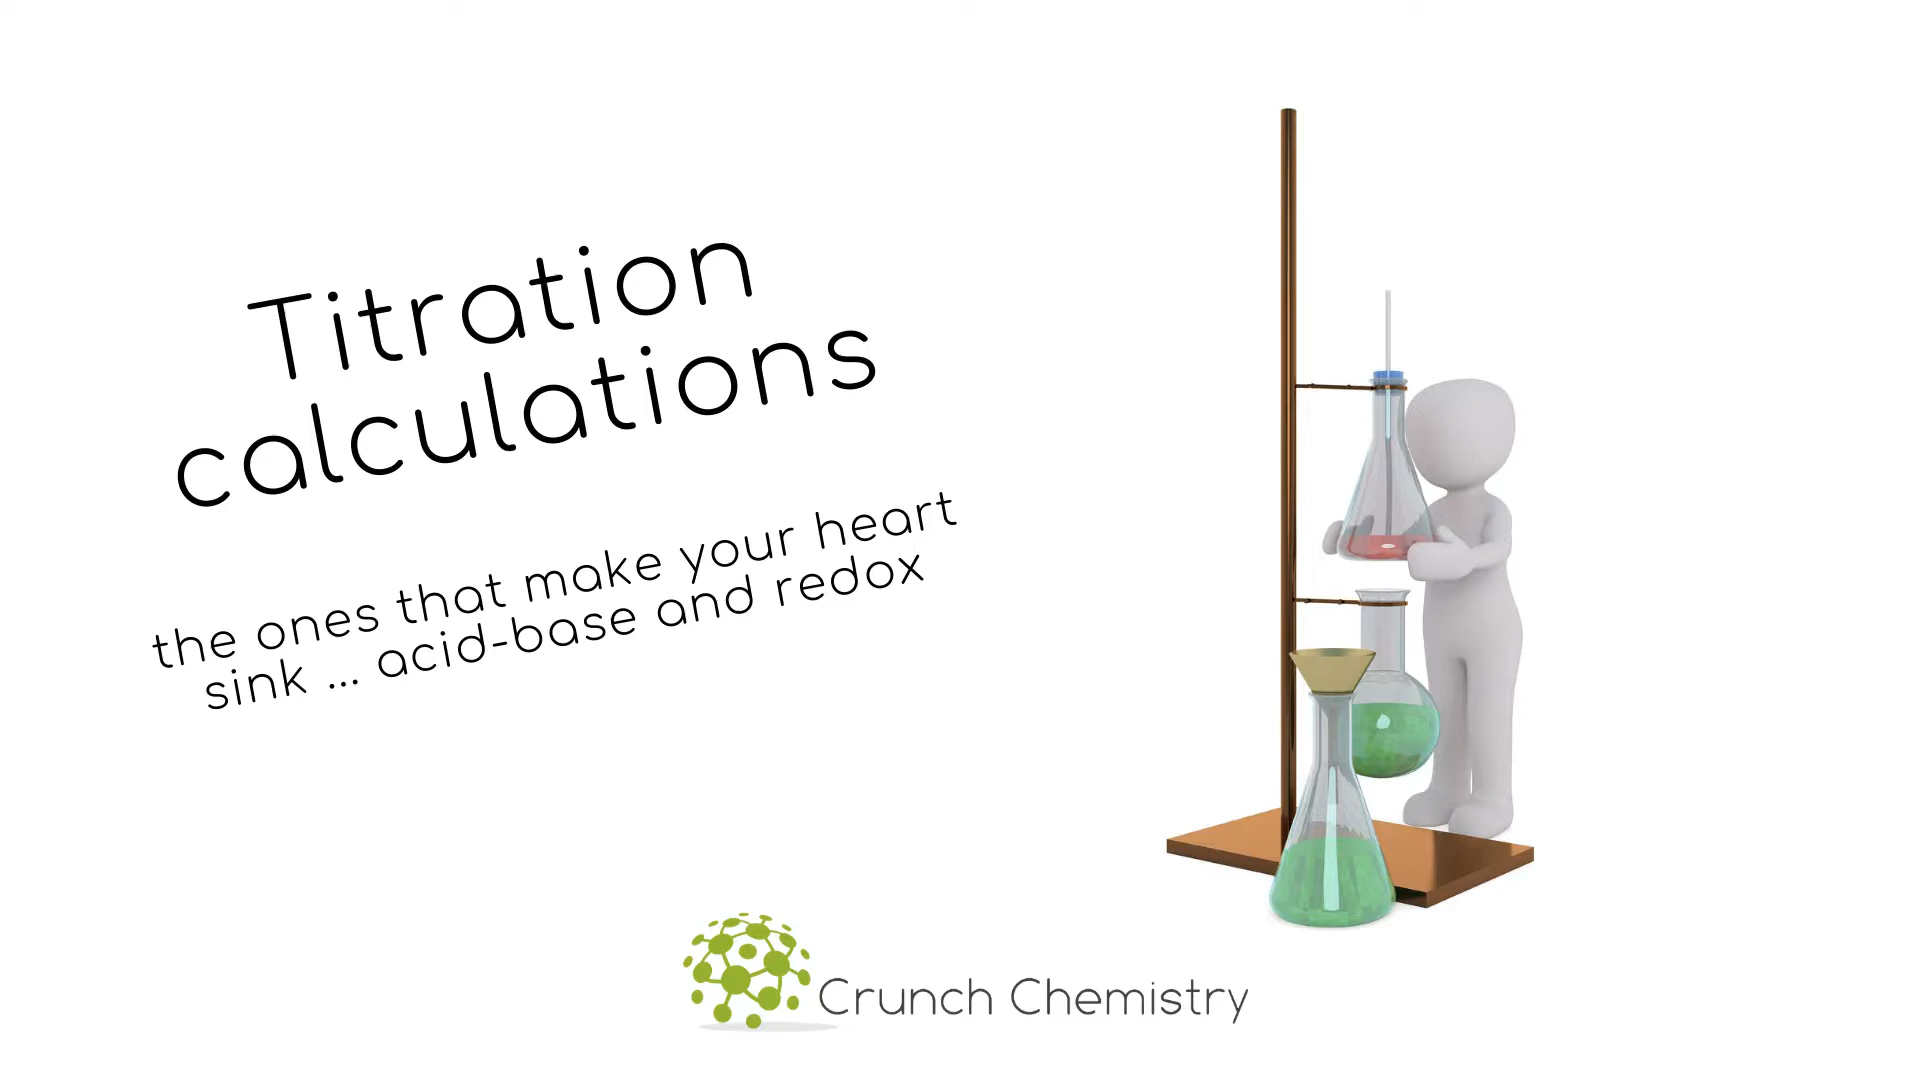 Titration
calculations
the ones that make your heart
sink ... acid-base and redox
Crunch Chemistry